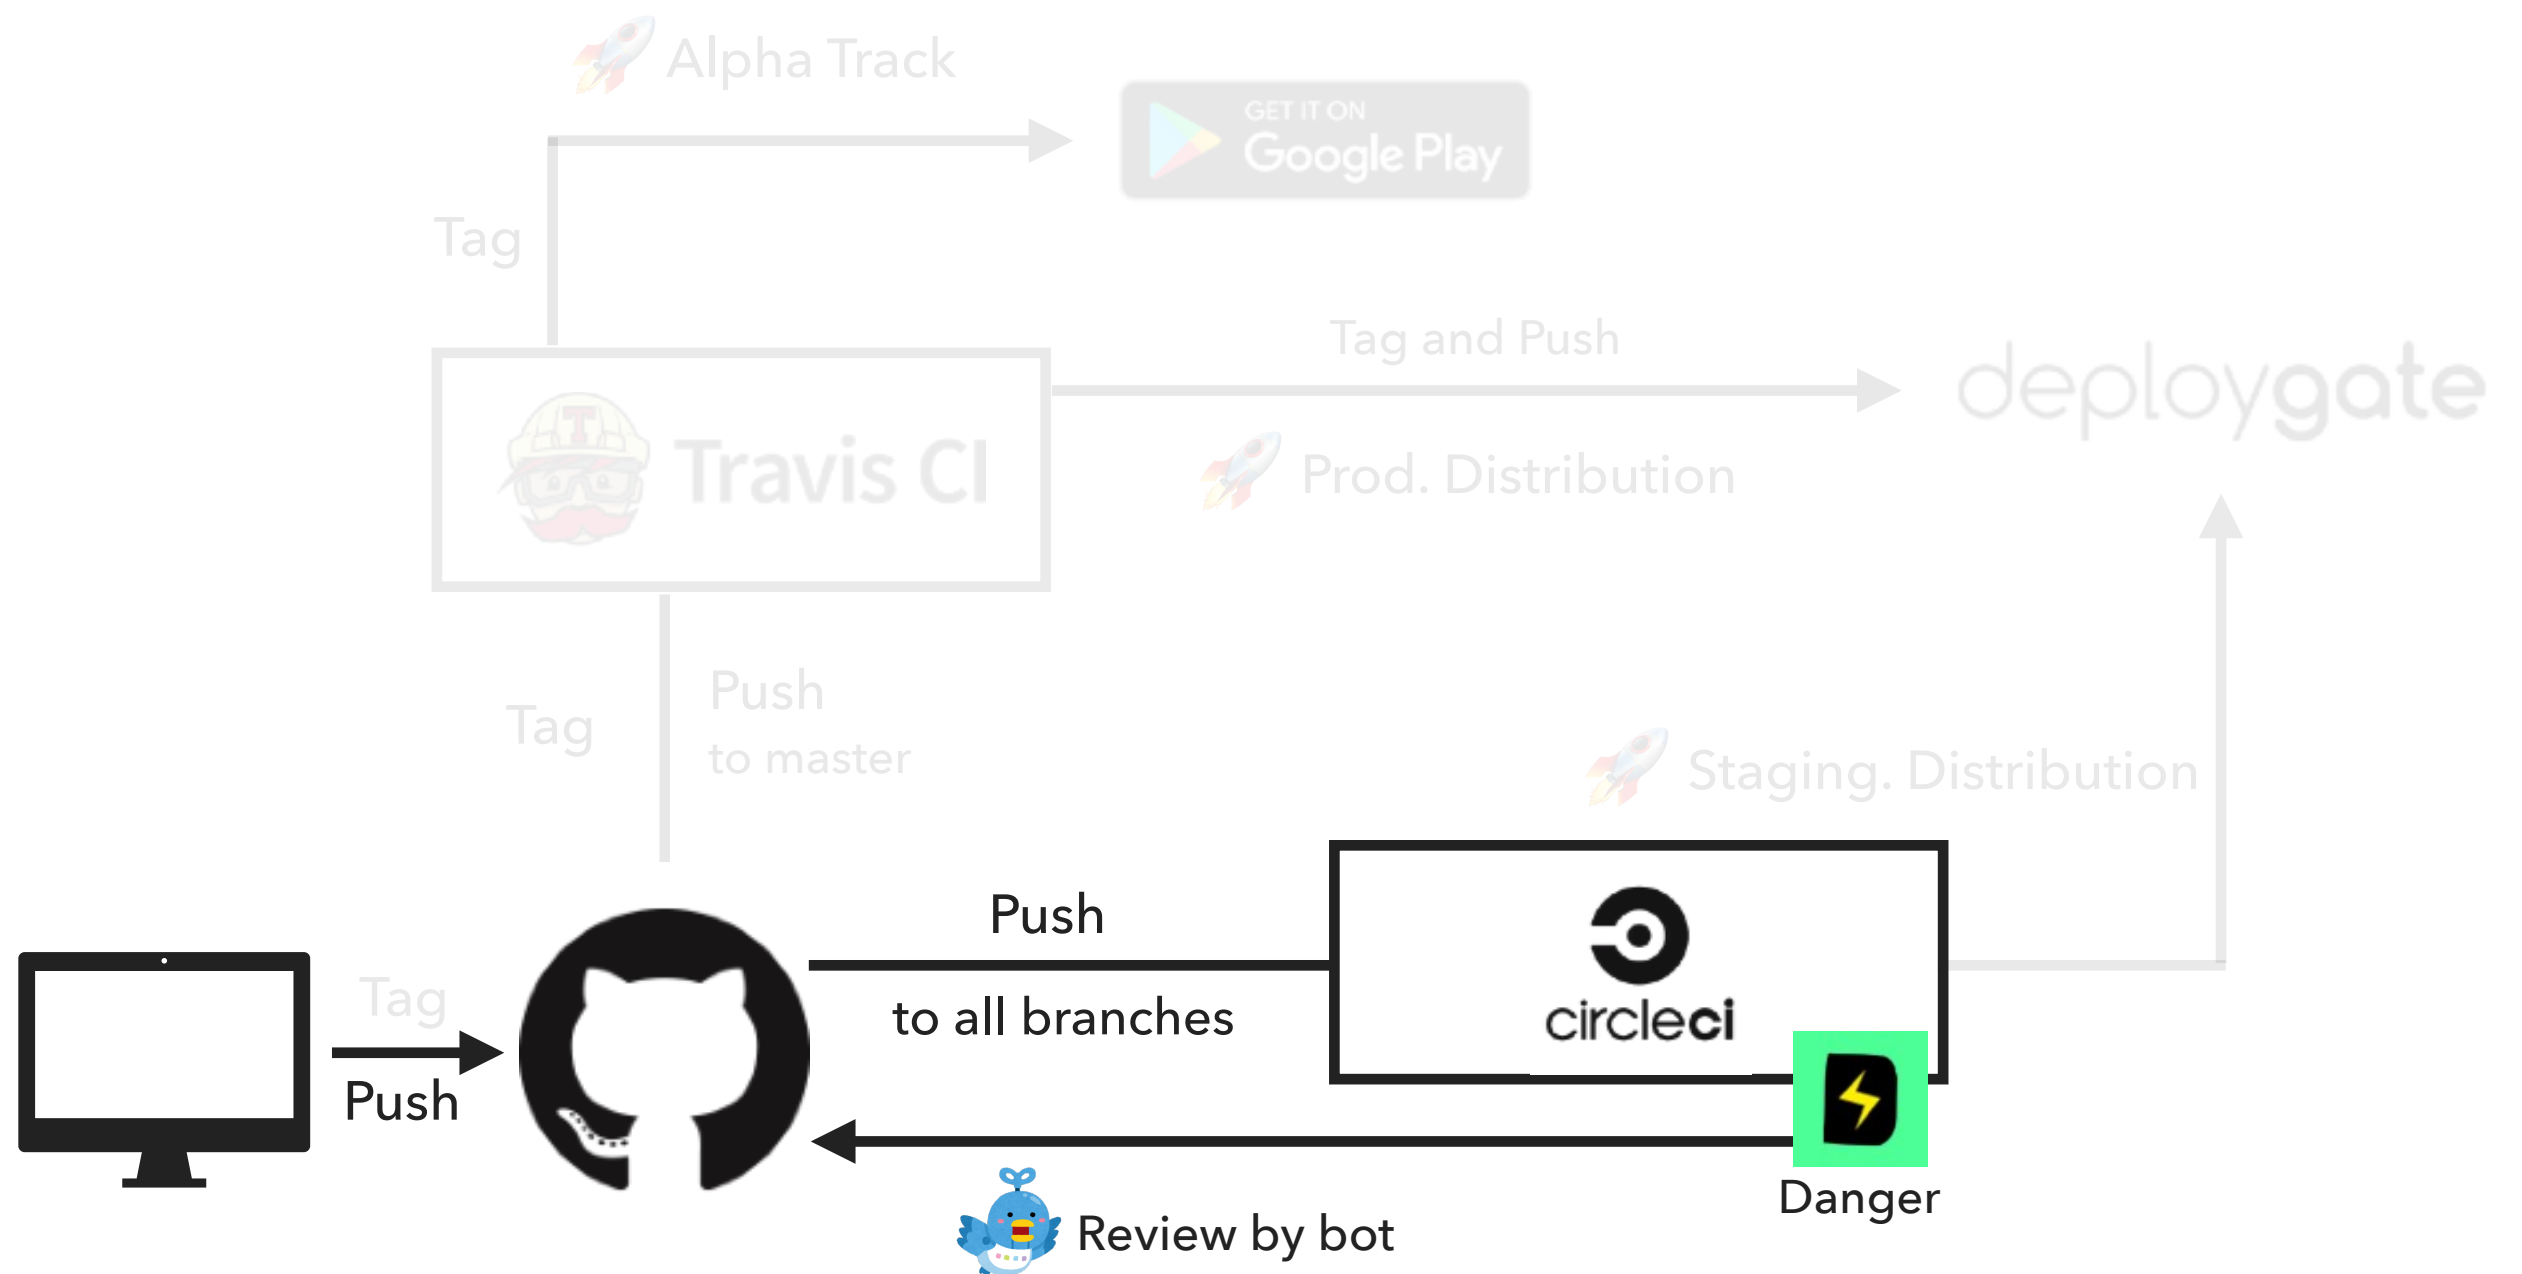 Alpha Track
GET IT ON
Google Play
Tag
Tag and Push
deploygate
T
Travis CI
Prod. Distribution
Push
Tag
to master
Staging. Distribution
Push
to all branches
circleci
Tag
Push
Danger
Review by bot